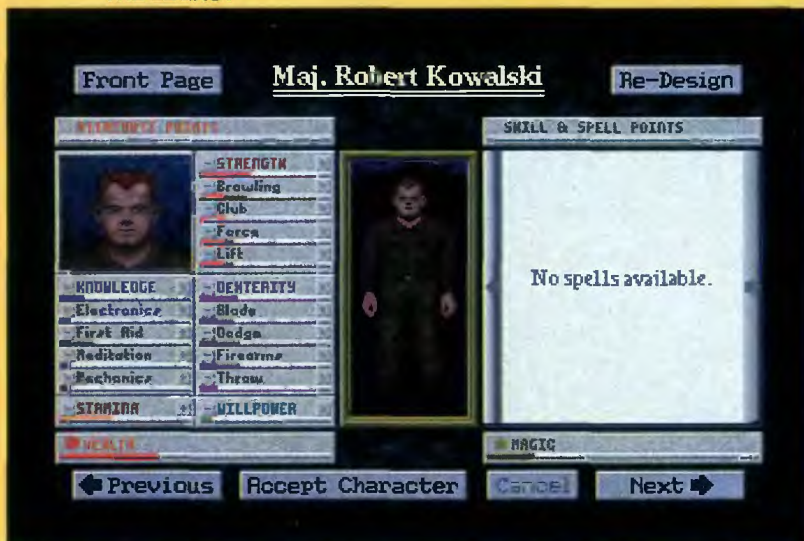 Front Page
Maj. Robert Kowalski
Re-Design
ATTRIBUTE POINTS
SKILL & SPELL POINTS
STRENGTH
Brawling
Club
Force
Lift
KNOWLEDGE
Electronics
First Aid
Meditation
Mechanics
STAMINA
DEXTERITY
Blade
Dodge
Firearms
Throw
WILLPOWER
No spells available.
HEALTH
MAGIC
Previous
Accept Character
Cancel
Next